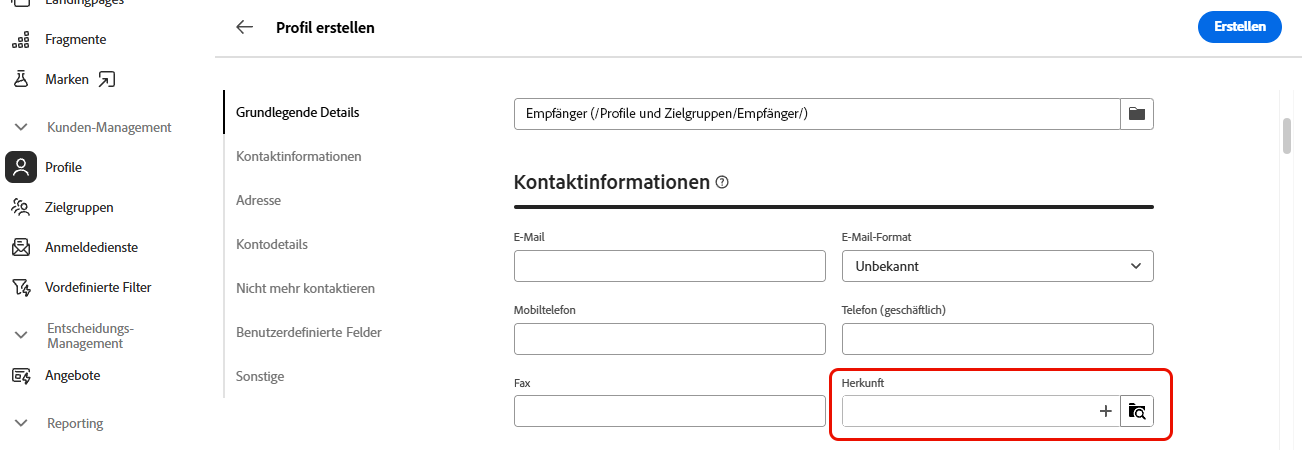 Landingpages
Fragmente
Marken
Kunden-Management
Profile
Zielgruppen
Anmeldedienste
Vordefinierte Filter
Entscheidungs-
Management
Angebote
Reporting
Profil erstellen
Erstellen
Grundlegende Details
Kontaktinformationen
Adresse
Kontodetails
Nicht mehr kontaktieren
Benutzerdefinierte Felder
Sonstige
Empfänger (/Profile und Zielgruppen/Empfänger/)
Kontaktinformationen
E-Mail
E-Mail-Format
Unbekannt
Mobiltelefon
Telefon (geschäftlich)
Fax
Herkunft